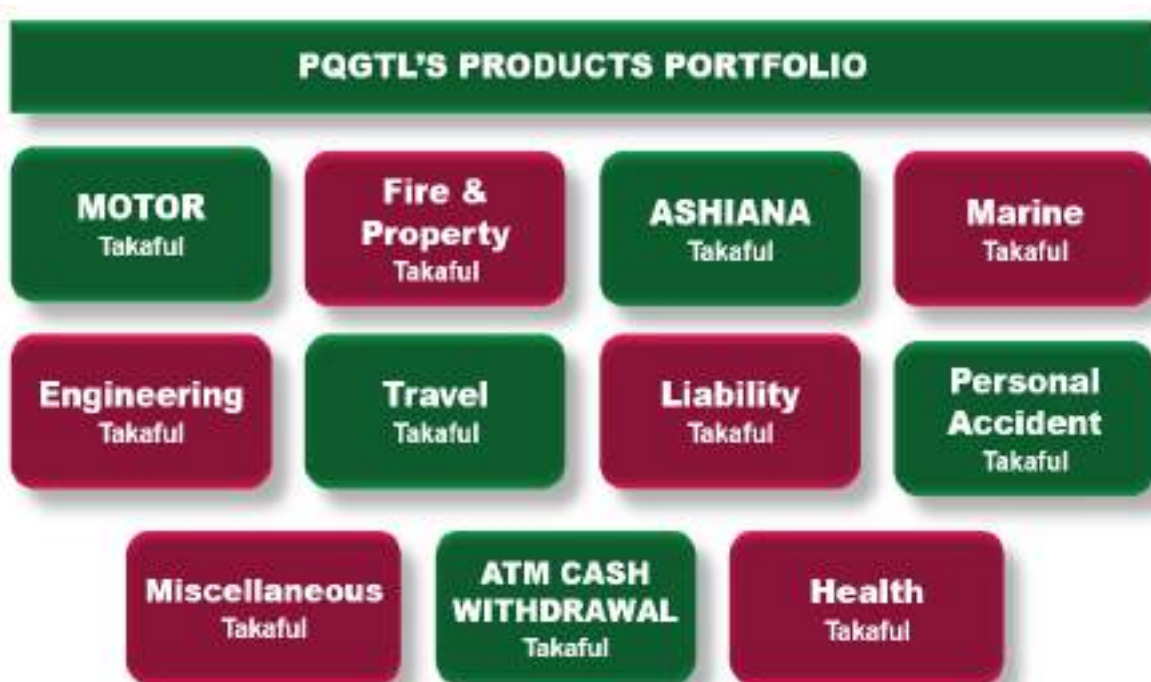 PQGTL'S PRODUCTS PORTFOLIO
MOTOR
Takaful
Fire &
Property
Takaful
ASHIANA
Takaful
Marine
Takaful
Engineering
Takaful
Travel
Takaful
Liability
Takaful
Personal
Accident
Takaful
Miscellaneous
Takaful
ATM CASH
WITHDRAWAL
Takaful
Health
Takaful